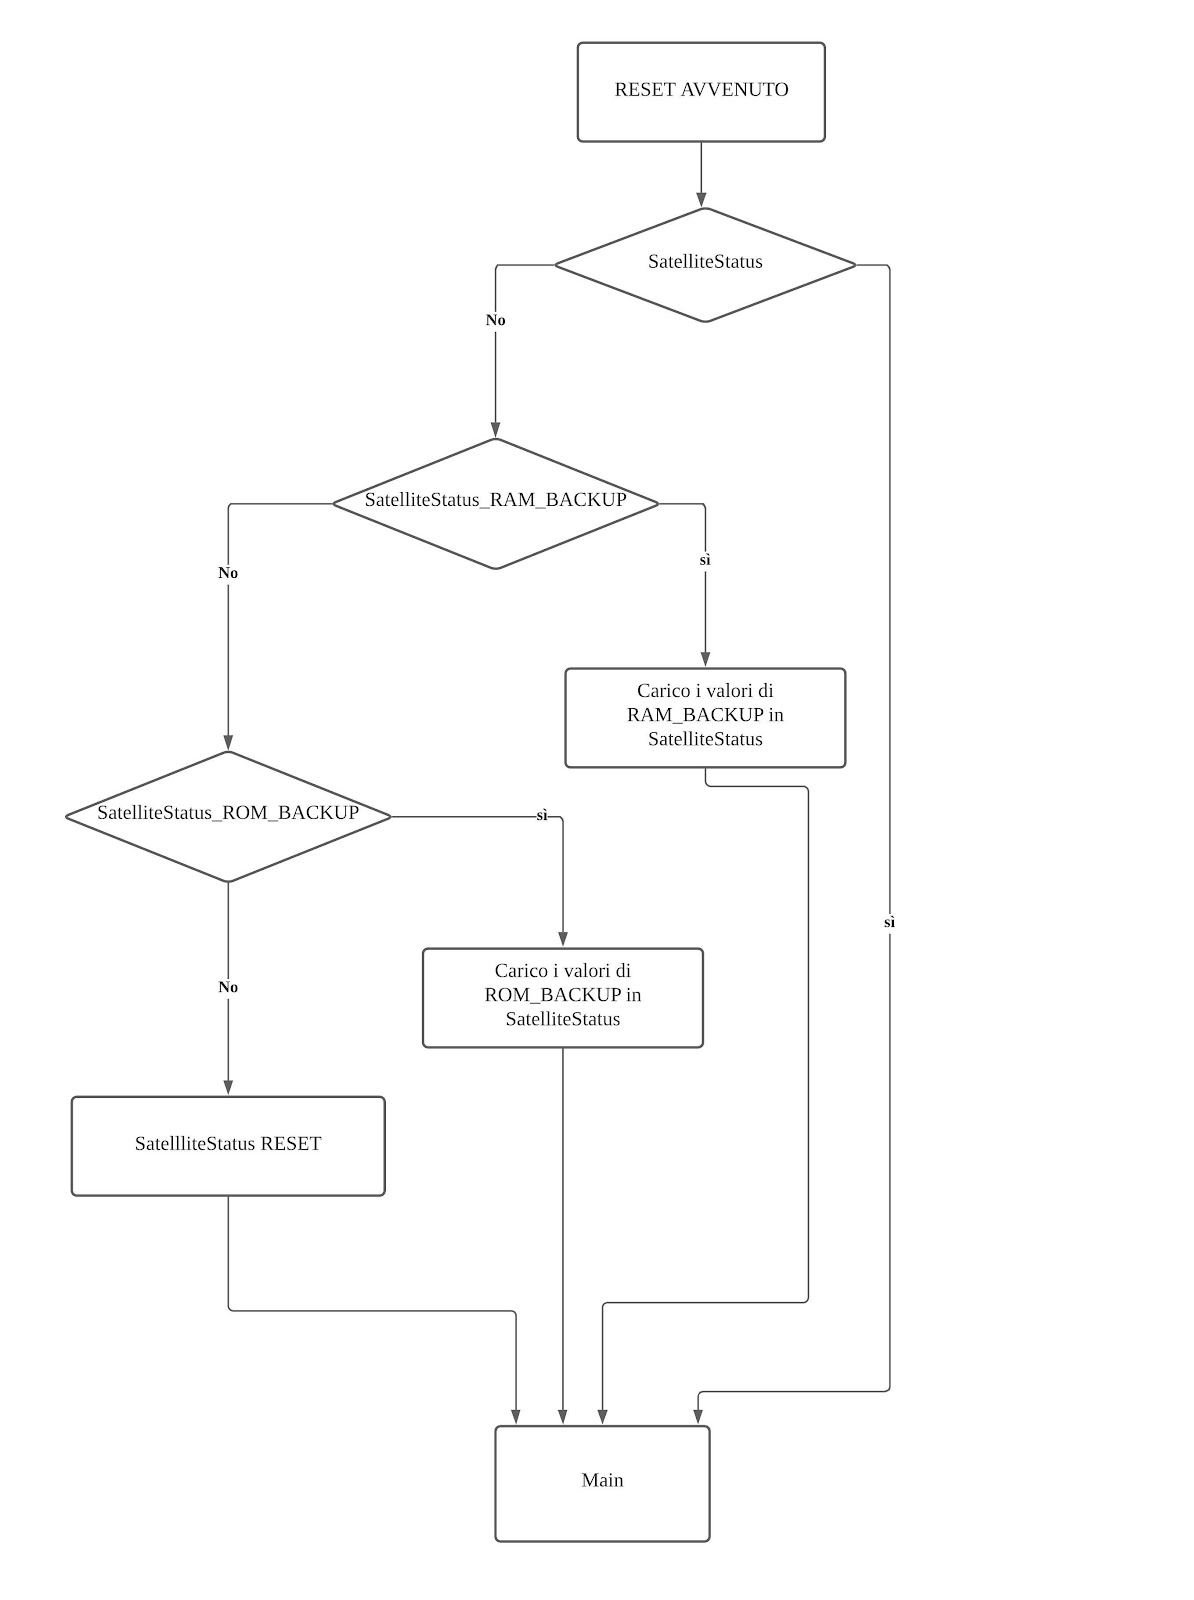 RESET AVVENUTO
SatelliteStatus
No
SatelliteStatus_RAM_BACKUP
sì
No
Carico i valori di
RAM_BACKUP in
SatelliteStatus
SatelliteStatus_ROM_BACKUP
sì
sì
Carico i valori di
ROM_BACKUP in
SatelliteStatus
No
SatellliteStatus RESET
Main